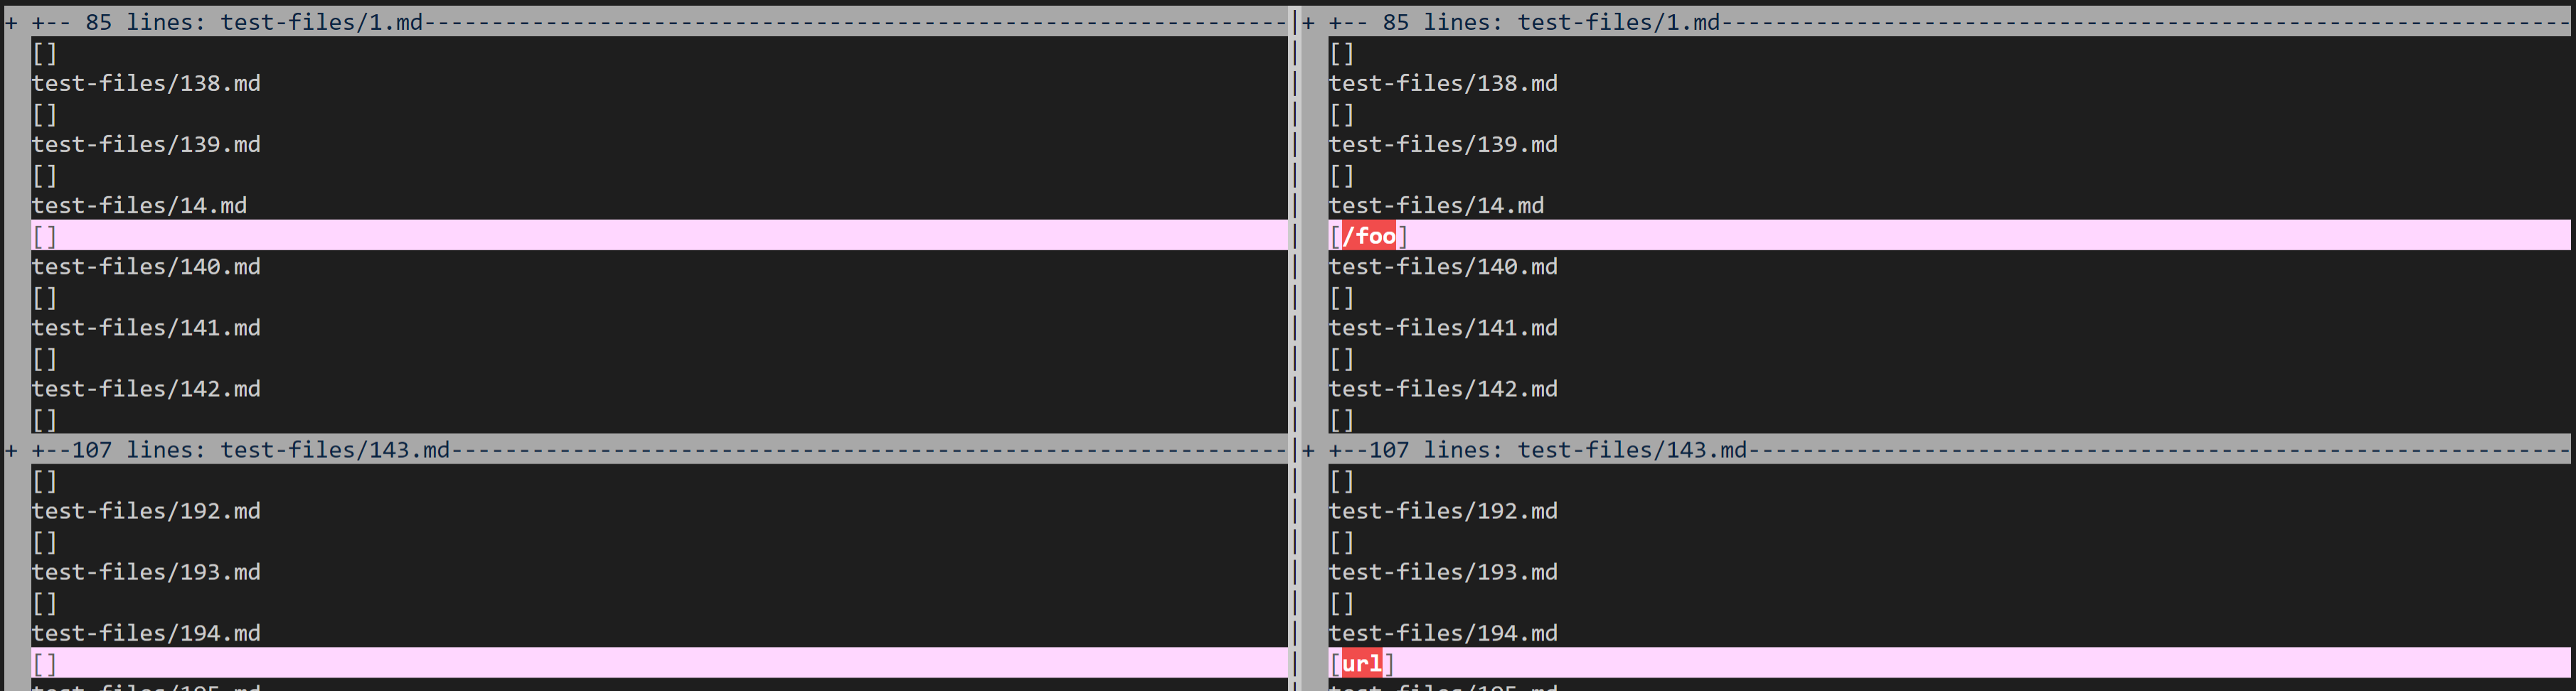 + +-- 85 lines: test-files/1.md----------------------------------------------------------------
[]
test-files/138.md
[]
test-files/139.md
[]
test-files/14.md
[]
test-files/140.md
[]
test-files/141.md
[]
test-files/142.md
[]
+ +--107 lines: test-files/143.md--------------------------------------------------------------
[]
test-files/192.md
[]
test-files/193.md
[]
test-files/194.md
[]
+ +-- 85 lines: test-files/1.md---------------------------------------------------------------
[]
test-files/138.md
[]
test-files/139.md
[]
test-files/14.md
[/foo]
test-files/140.md
[]
test-files/141.md
[]
test-files/142.md
[]
+ +--107 lines: test-files/143.md-------------------------------------------------------------
[]
test-files/192.md
[]
test-files/193.md
[]
test-files/194.md
[url]